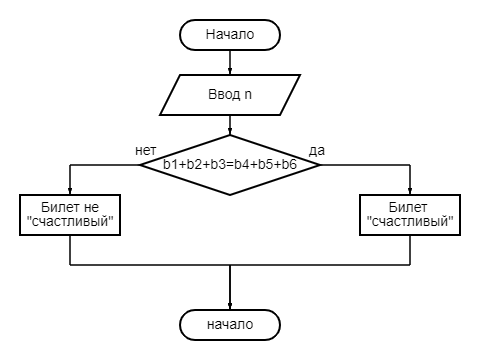 Начало
Ввод n
нет
да
b1+b2+b3=b4+b5+b6
Билет не
"счастливый"
Билет
"счастливый"
начало